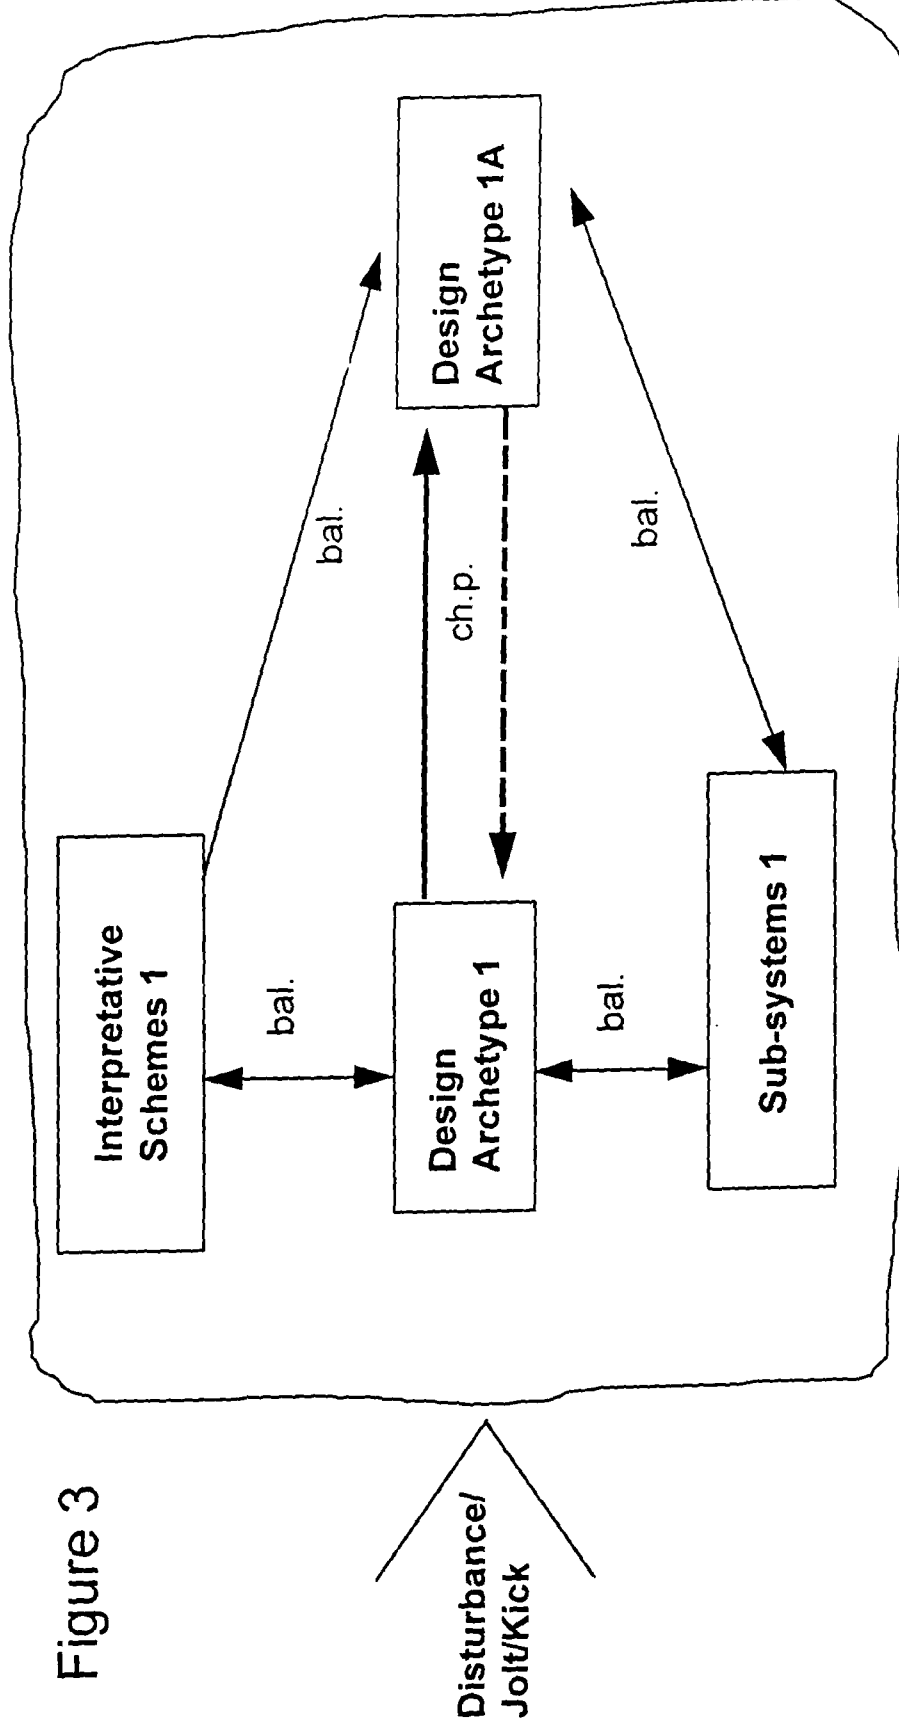 Figure 3
Disturbance/
Jolt/Kick
Interpretative
Schemes 1
bal.
bal.
Design
Archetype 1
ch.p.
Design
Archetype 1A
bal.
bal.
Sub-systems 1